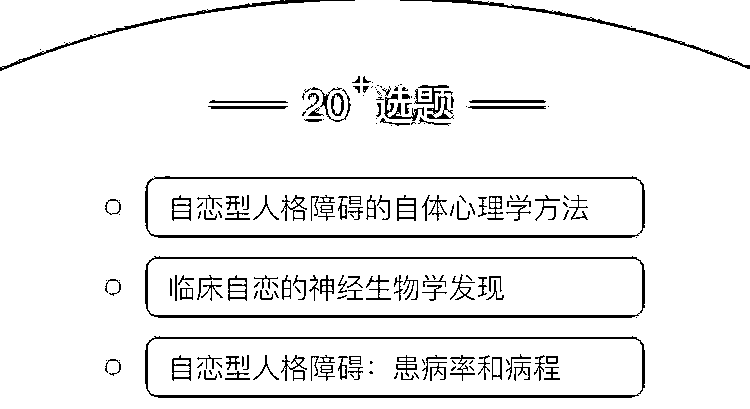 20+选题
自恋型人格障碍的自体心理学方法
临床自恋的神经生物学发现
自恋型人格障碍：患病率和病程